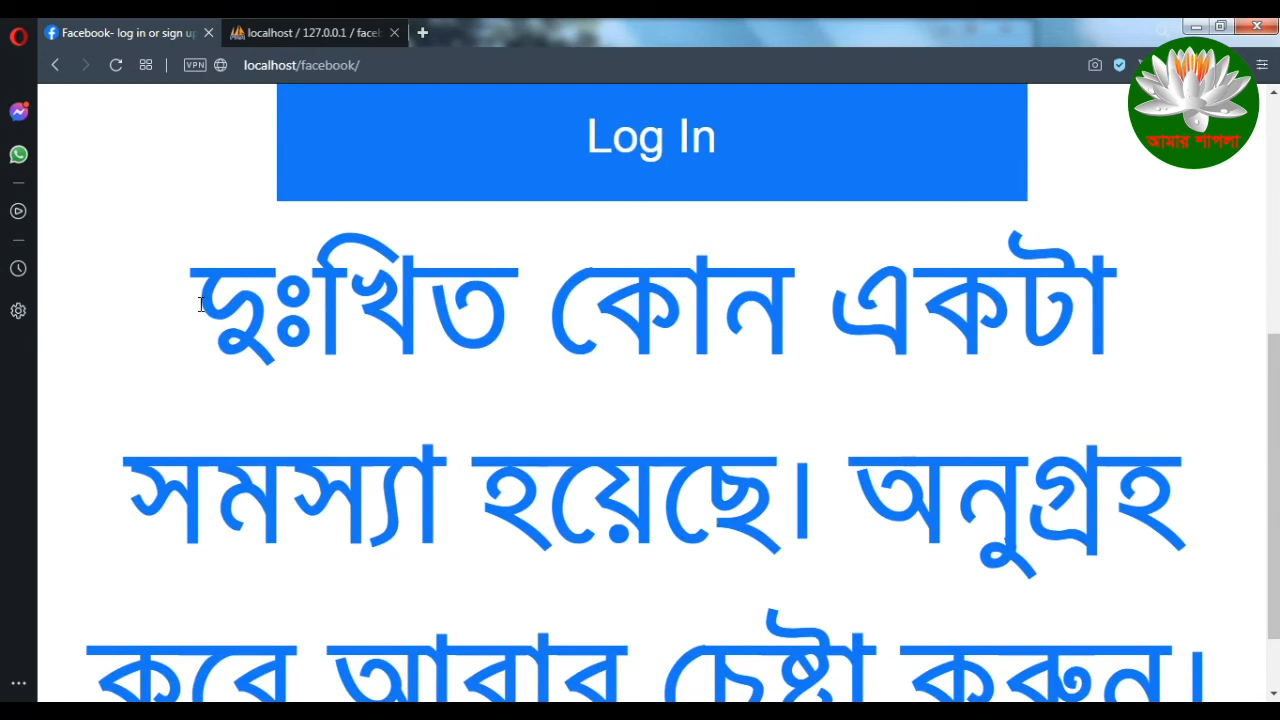 Facebook- log in or sign up
localhost / 127.0.0.1 / faceb
VPN
localhost/facebook/
আমার শাপলা
Log In
দুঃখিত কোন একটা
সমস্যা হয়েছে। অনুগ্রহ
করে আবার চেষ্টা করুন।